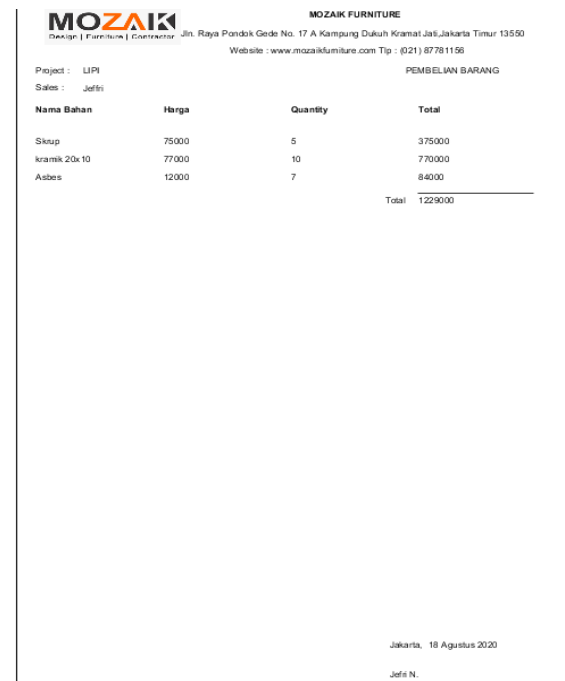 MOZAIK FURNITURE
MOZAIK
Design | Furniture | Contractor
Jln. Raya Pondok Gede No. 17 A Kampung Dukuh Kramat Jati,Jakarta Timur 13550
Website : www.mozaikfurniture.com Tlp : (021) 87781156
Project : LIPI PEMBELIAN BARANG
Sales : Jeffri
Nama Bahan Harga Quantity Total
Skrup 75000 5 375000
kramik 20x10 77000 10 770000
Asbes 12000 7 84000
Total 1229000
Jakarta, 18 Agustus 2020
Jefri N.